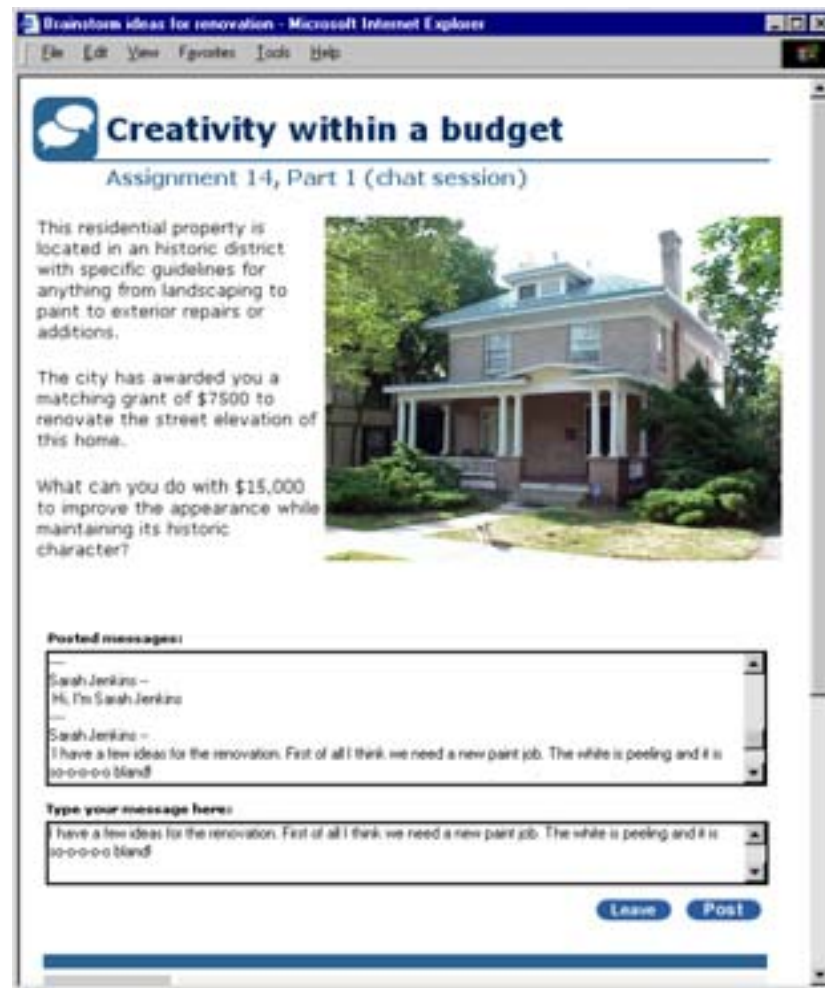 Brainstorm ideas for renovation - Microsoft Internet Explorer
File Edit View Favorites Tools Help
Creativity within a budget
Assignment 14, Part 1 (chat session)
This residential property is
located in an historic district
with specific guidelines for
anything from landscaping to
paint to exterior repairs or
additions.
The city has awarded you a
matching grant of $7500 to
renovate the street elevation of
this home.
What can you do with $15,000
to improve the appearance while
maintaining its historic
character?
Posted messages:
---
Sarah Jenkins --
Hi, I'm Sarah Jenkins
---
Sarah Jenkins --
I have a few ideas for the renovation. First of all I think we need a new paint job. The white is peeling and it is
so-o-o-o-o bland!
Type your message here:
I have a few ideas for the renovation. First of all I think we need a new paint job. The white is peeling and it is
so-o-o-o-o bland!
Leave Post